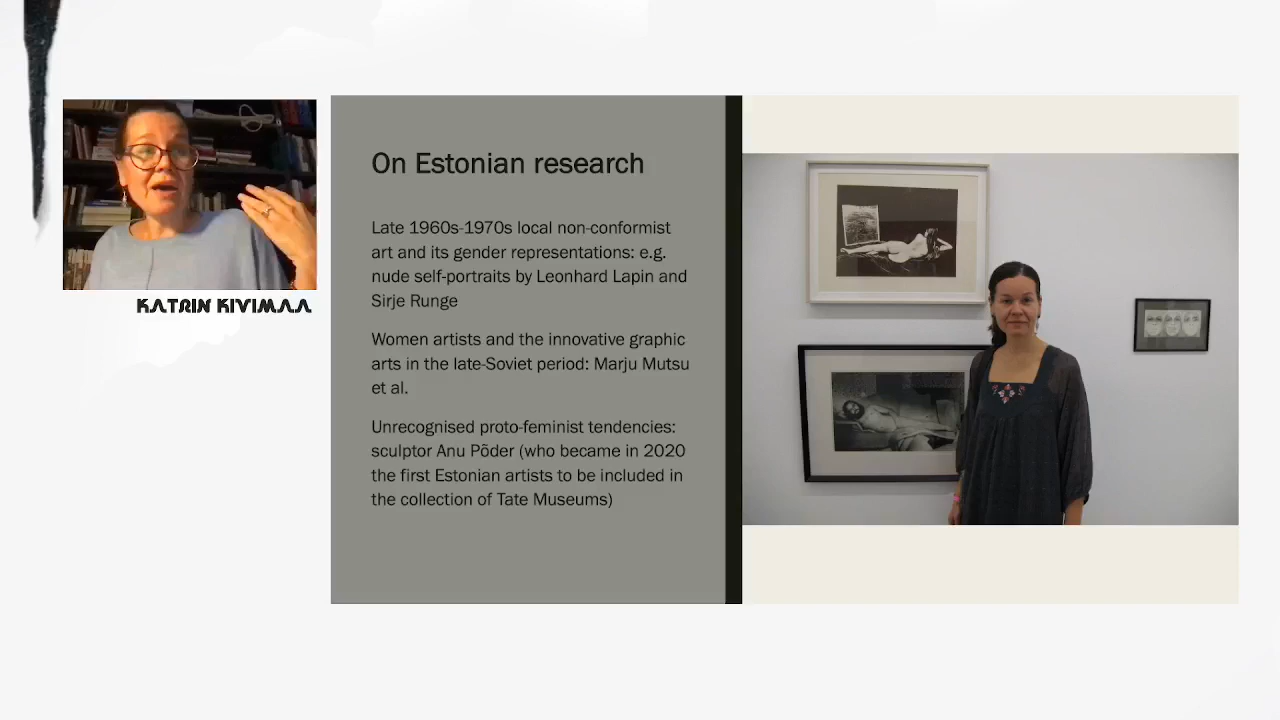 KATRIN KIVIMAA
On Estonian research
Late 1960s-1970s local non-conformist
art and its gender representations: e.g.
nude self-portraits by Leonhard Lapin and
Sirje Runge
Women artists and the innovative graphic
arts in the late-Soviet period: Marju Mutsu
et al.
Unrecognised proto-feminist tendencies:
sculptor Anu Põder (who became in 2020
the first Estonian artists to be included in
the collection of Tate Museums)